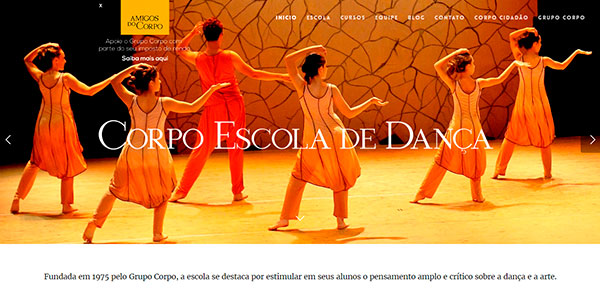 x
AMIGOS
DO CORPO
INICIO ESCOLA CURSOS EQUIPE BLOG CONTATO CORPO CIDADÃO GRUPO CORPO
Apoie o Grupo Corpo com
parte do seu imposto de renda.
Saiba mais aqui
CORPO ESCOLA DE DANÇA
Fundada em 1975 pelo Grupo Corpo, a escola se destaca por estimular em seus alunos o pensamento amplo e crítico sobre a dança e a arte.